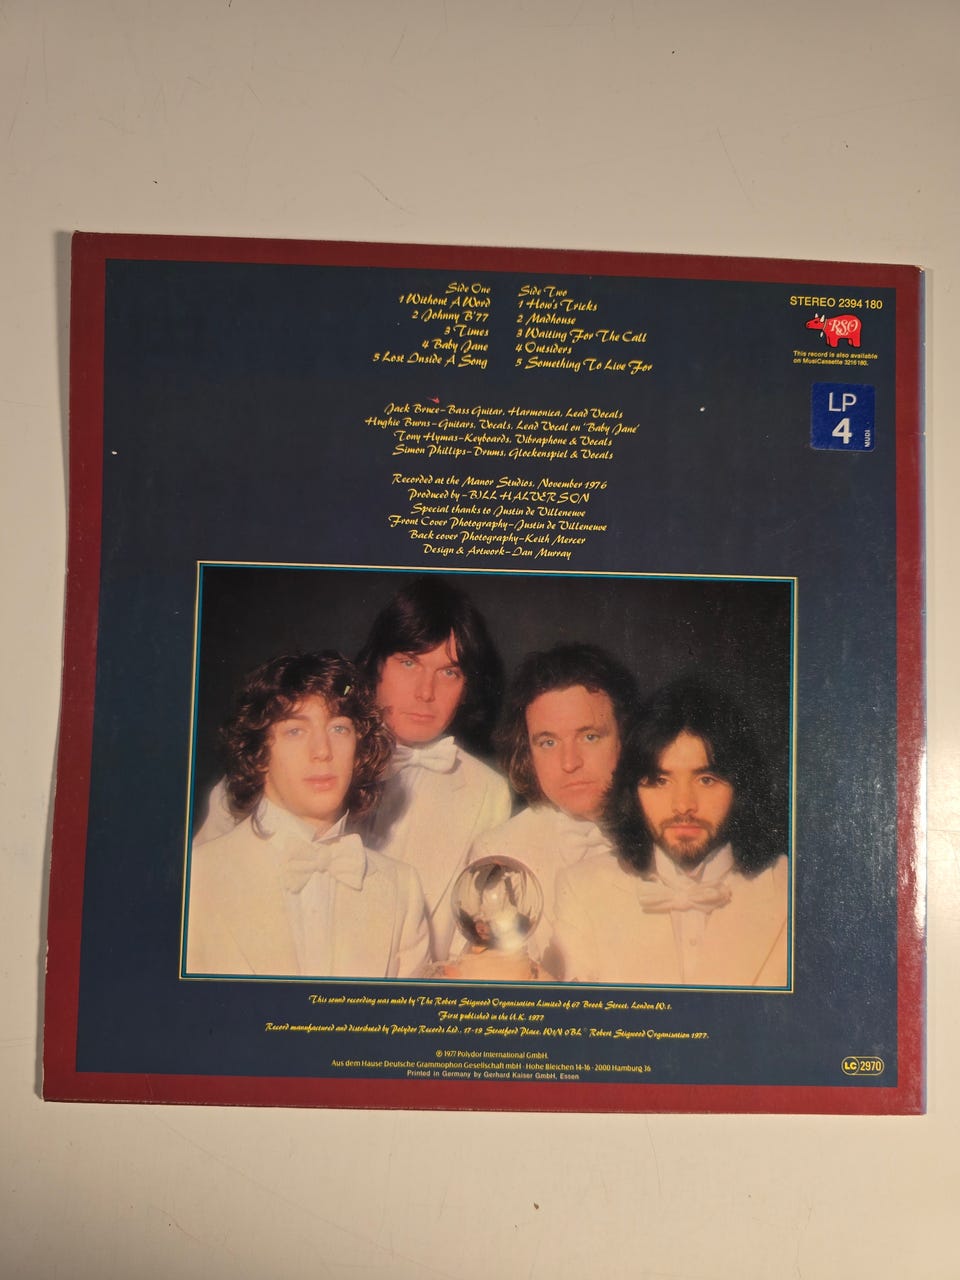 Side One
1 Without A Word
2 Johnny B'77
3 Times
4 Baby Jane
5 Lost Inside A Song
Side Two
1 How's Tricks
2 Madhouse
3 Waiting For The Call
4 Outsiders
5 Something To Live For
STEREO 2394 180
RSO
This record is also available
on MusiCassette 3216 180.
LP
4
MUDI
Jack Bruce–Bass Guitar, Harmonica, Lead Vocals
Hughie Burns–Guitars, Vocals, Lead Vocal on 'Baby Jane'
Tony Hymas–Keyboards, Vibraphone & Vocals
Simon Phillips–Drums, Glockenspiel & Vocals
Recorded at the Manor Studios, November 1976
Produced by –BILL HALVERSON
Special thanks to Justin de Villeneuve
Front Cover Photography–Justin de Villeneuve
Back cover Photography–Keith Mercer
Design & Artwork–Ian Murray
This sound recording was made by The Robert Stigwood Organisation Limited of 67 Brook Street, London W.1.
First published in the U.K. 1977
Record manufactured and distributed by Polydor Records Ltd., 17-19 Stratford Place, W1N 0BL © Robert Stigwood Organisation 1977.
℗ 1977 Polydor International GmbH.
Aus dem Hause Deutsche Grammophon Gesellschaft mbH · Hohe Bleichen 14-16 · 2000 Hamburg 36
Printed in Germany by Gerhard Kaiser GmbH, Essen
LC 2970